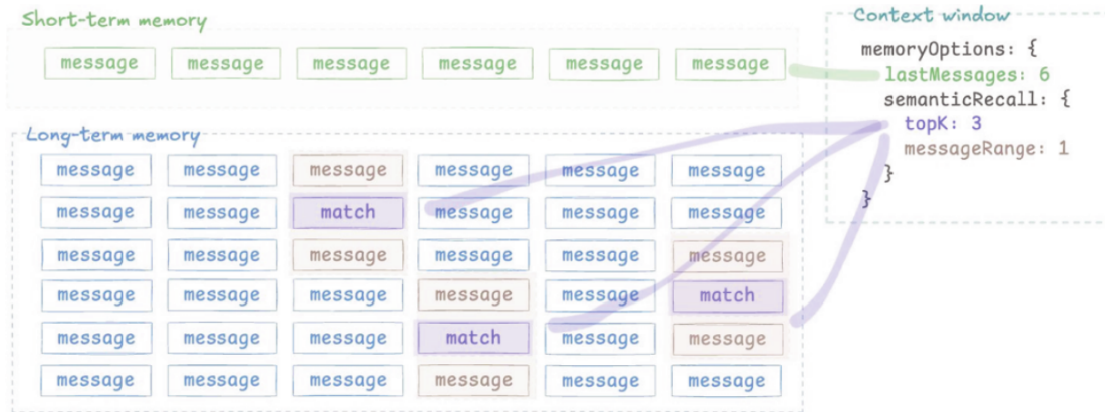 Short-term memory
message message message message message message
Long-term memory
message message message message message message
message message match message message message
message message message message message message
message message message message message match
message message message match message message
message message message message message message
Context window
memoryOptions: {
lastMessages: 6
semanticRecall: {
topK: 3
messageRange: 1
}
}